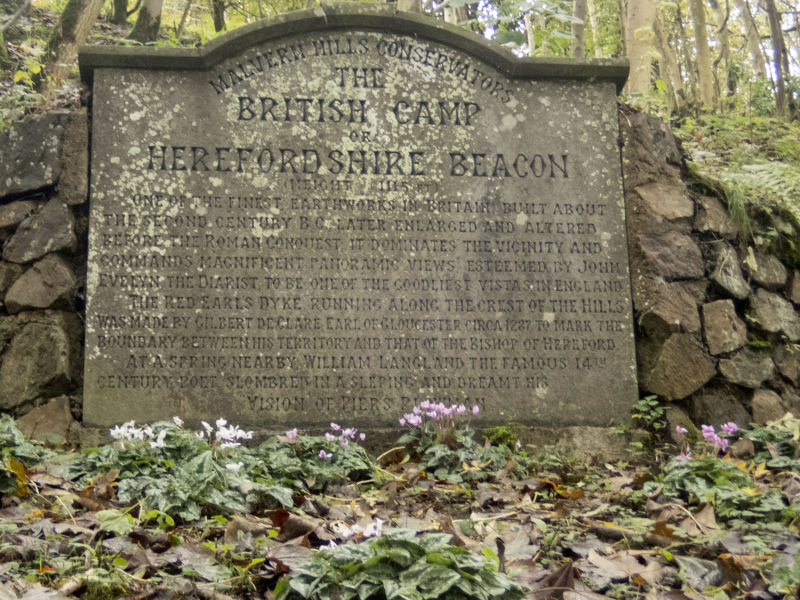 MALVERN HILLS CONSERVATORS
THE
BRITISH CAMP
OR
HEREFORDSHIRE BEACON
(HEIGHT 1115 FT)
ONE OF THE FINEST EARTHWORKS IN BRITAIN. BUILT ABOUT
THE SECOND CENTURY B.C. LATER ENLARGED AND ALTERED
BEFORE THE ROMAN CONQUEST. IT DOMINATES THE VICINITY AND
COMMANDS MAGNIFICENT PANORAMIC VIEWS ESTEEMED BY JOHN
EVELYN THE DIARIST TO BE ONE OF THE GOODLIEST VISTAS IN ENGLAND
THE RED EARLS DYKE RUNNING ALONG THE CREST OF THE HILLS
WAS MADE BY GILBERT DE CLARE EARL OF GLOUCESTER CIRCA 1287 TO MARK THE
BOUNDARY BETWEEN HIS TERRITORY AND THAT OF THE BISHOP OF HEREFORD
AT A SPRING NEARBY, WILLIAM LANGLAND THE FAMOUS 14TH
CENTURY POET SLOMBRED IN A SLEPING AND DREAMT HIS
VISION OF PIERS PLOWMAN